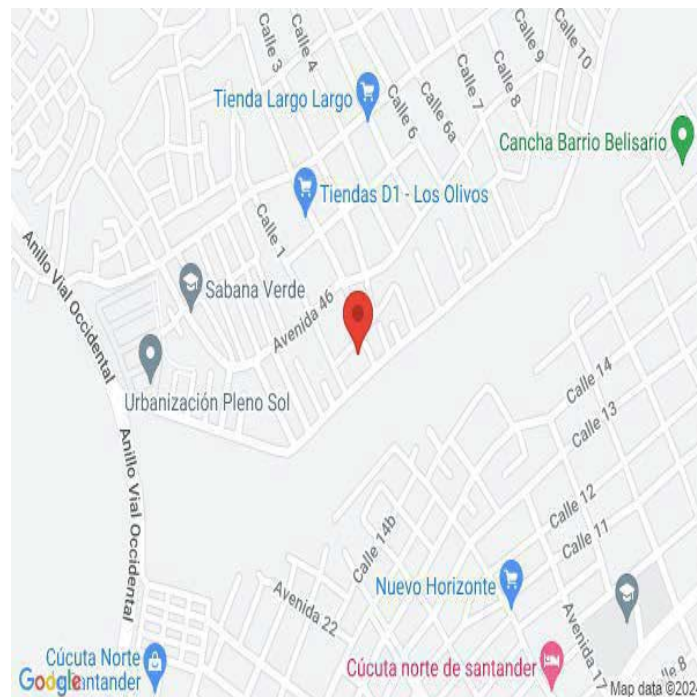 Calle 3
Calle 4
Calle 9
Calle 10
Tienda Largo Largo
Calle 6
Calle 6a
Calle 7
Calle 8
Cancha Barrio Belisario
Tiendas D1 - Los Olivos
Calle 1
Anillo Vial Occidental
Sabana Verde
Avenida 46
Urbanización Pleno Sol
Anillo Vial Occidental
Calle 14
Calle 13
Calle 12
Calle 11
Calle 14b
Nuevo Horizonte
Avenida 22
Avenida 17
Cúcuta Norte
Santander
Cúcuta norte de santander
Calle 8
Google
Map data ©202